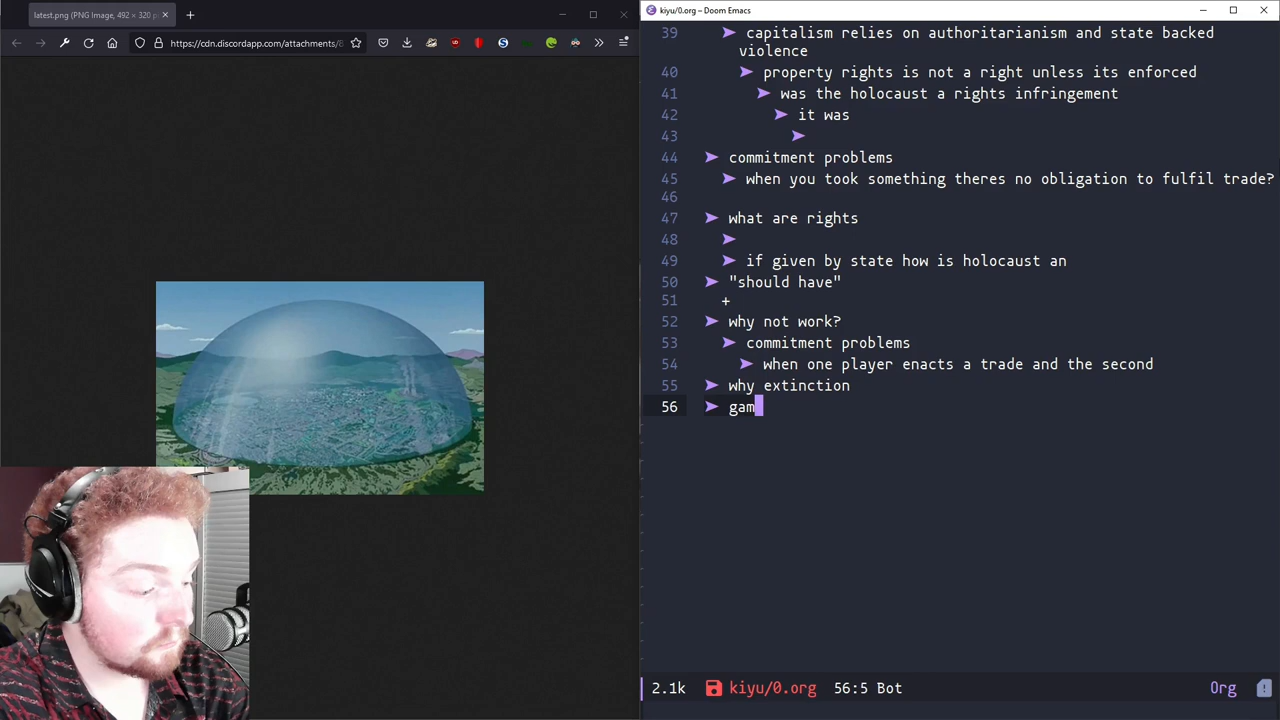 latest.png (PNG Image, 492 × 320 p
https://cdn.discordapp.com/attachments/8
kiyu/0.org – Doom Emacs
39 capitalism relies on authoritarianism and state backed
violence
40 property rights is not a right unless its enforced
41 was the holocaust a rights infringement
42 it was
43
44 commitment problems
45 when you took something theres no obligation to fulfil trade?
46
47 what are rights
48
49 if given by state how is holocaust an
50 "should have"
51 +
52 why not work?
53 commitment problems
54 when one player enacts a trade and the second
55 why extinction
56 gam
2.1k kiyu/0.org 56:5 Bot Org